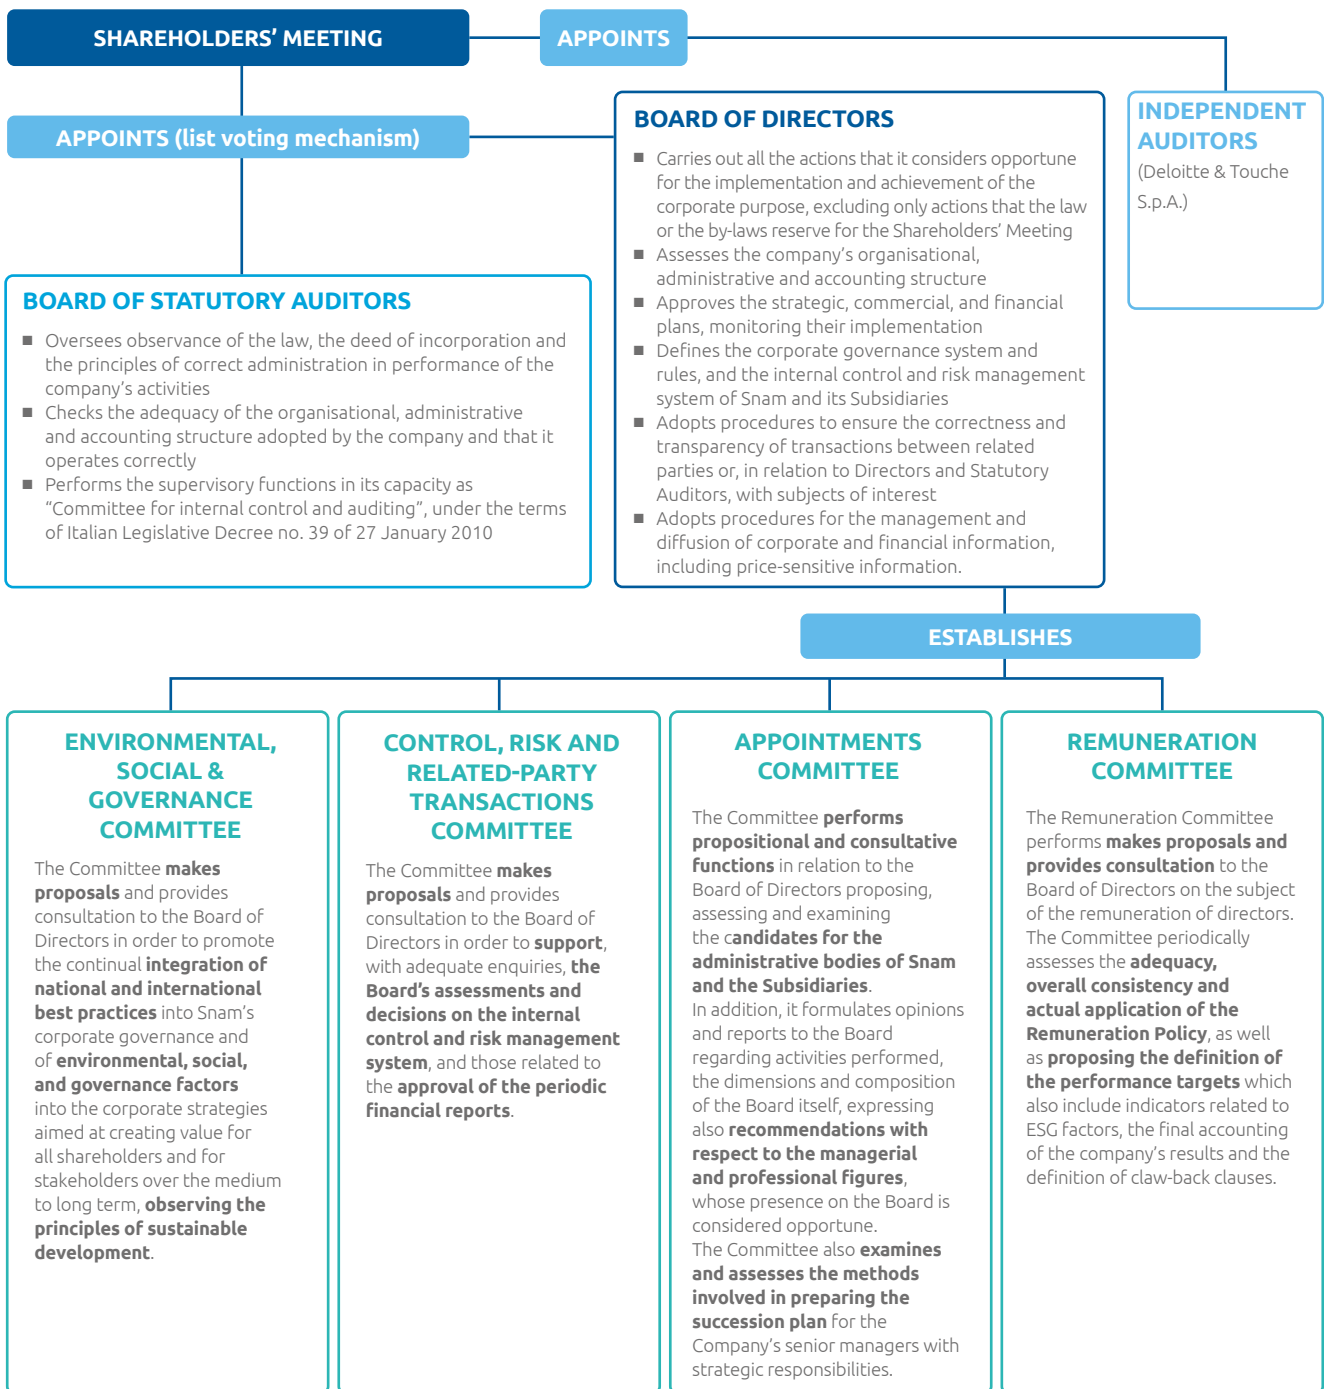 SHAREHOLDERS’ MEETING
APPOINTS
APPOINTS (list voting mechanism)
BOARD OF DIRECTORS
■ Carries out all the actions that it considers opportune
for the implementation and achievement of the
corporate purpose, excluding only actions that the law
or the by-laws reserve for the Shareholders’ Meeting
■ Assesses the company’s organisational,
administrative and accounting structure
■ Approves the strategic, commercial, and financial
plans, monitoring their implementation
■ Defines the corporate governance system and
rules, and the internal control and risk management
system of Snam and its Subsidiaries
■ Adopts procedures to ensure the correctness and
transparency of transactions between related
parties or, in relation to Directors and Statutory
Auditors, with subjects of interest
■ Adopts procedures for the management and
diffusion of corporate and financial information,
including price-sensitive information.
INDEPENDENT
AUDITORS
(Deloitte & Touche
S.p.A.)
BOARD OF STATUTORY AUDITORS
■ Oversees observance of the law, the deed of incorporation and
the principles of correct administration in performance of the
company’s activities
■ Checks the adequacy of the organisational, administrative
and accounting structure adopted by the company and that it
operates correctly
■ Performs the supervisory functions in its capacity as
“Committee for internal control and auditing”, under the terms
of Italian Legislative Decree no. 39 of 27 January 2010
ESTABLISHES
ENVIRONMENTAL,
SOCIAL &
GOVERNANCE
COMMITTEE
The Committee makes
proposals and provides
consultation to the Board of
Directors in order to promote
the continual integration of
national and international
best practices into Snam’s
corporate governance and
of environmental, social,
and governance factors
into the corporate strategies
aimed at creating value for
all shareholders and for
stakeholders over the medium
to long term, observing the
principles of sustainable
development.
CONTROL, RISK AND
RELATED-PARTY
TRANSACTIONS
COMMITTEE
The Committee makes
proposals and provides
consultation to the Board of
Directors in order to support,
with adequate enquiries, the
Board’s assessments and
decisions on the internal
control and risk management
system, and those related to
the approval of the periodic
financial reports.
APPOINTMENTS
COMMITTEE
The Committee performs
propositional and consultative
functions in relation to the
Board of Directors proposing,
assessing and examining
the candidates for the
administrative bodies of Snam
and the Subsidiaries.
In addition, it formulates opinions
and reports to the Board
regarding activities performed,
the dimensions and composition
of the Board itself, expressing
also recommendations with
respect to the managerial
and professional figures,
whose presence on the Board is
considered opportune.
The Committee also examines
and assesses the methods
involved in preparing the
succession plan for the
Company’s senior managers with
strategic responsibilities.
REMUNERATION
COMMITTEE
The Remuneration Committee
performs makes proposals and
provides consultation to the
Board of Directors on the subject
of the remuneration of directors.
The Committee periodically
assesses the adequacy,
overall consistency and
actual application of the
Remuneration Policy, as well
as proposing the definition of
the performance targets which
also include indicators related to
ESG factors, the final accounting
of the company’s results and the
definition of claw-back clauses.